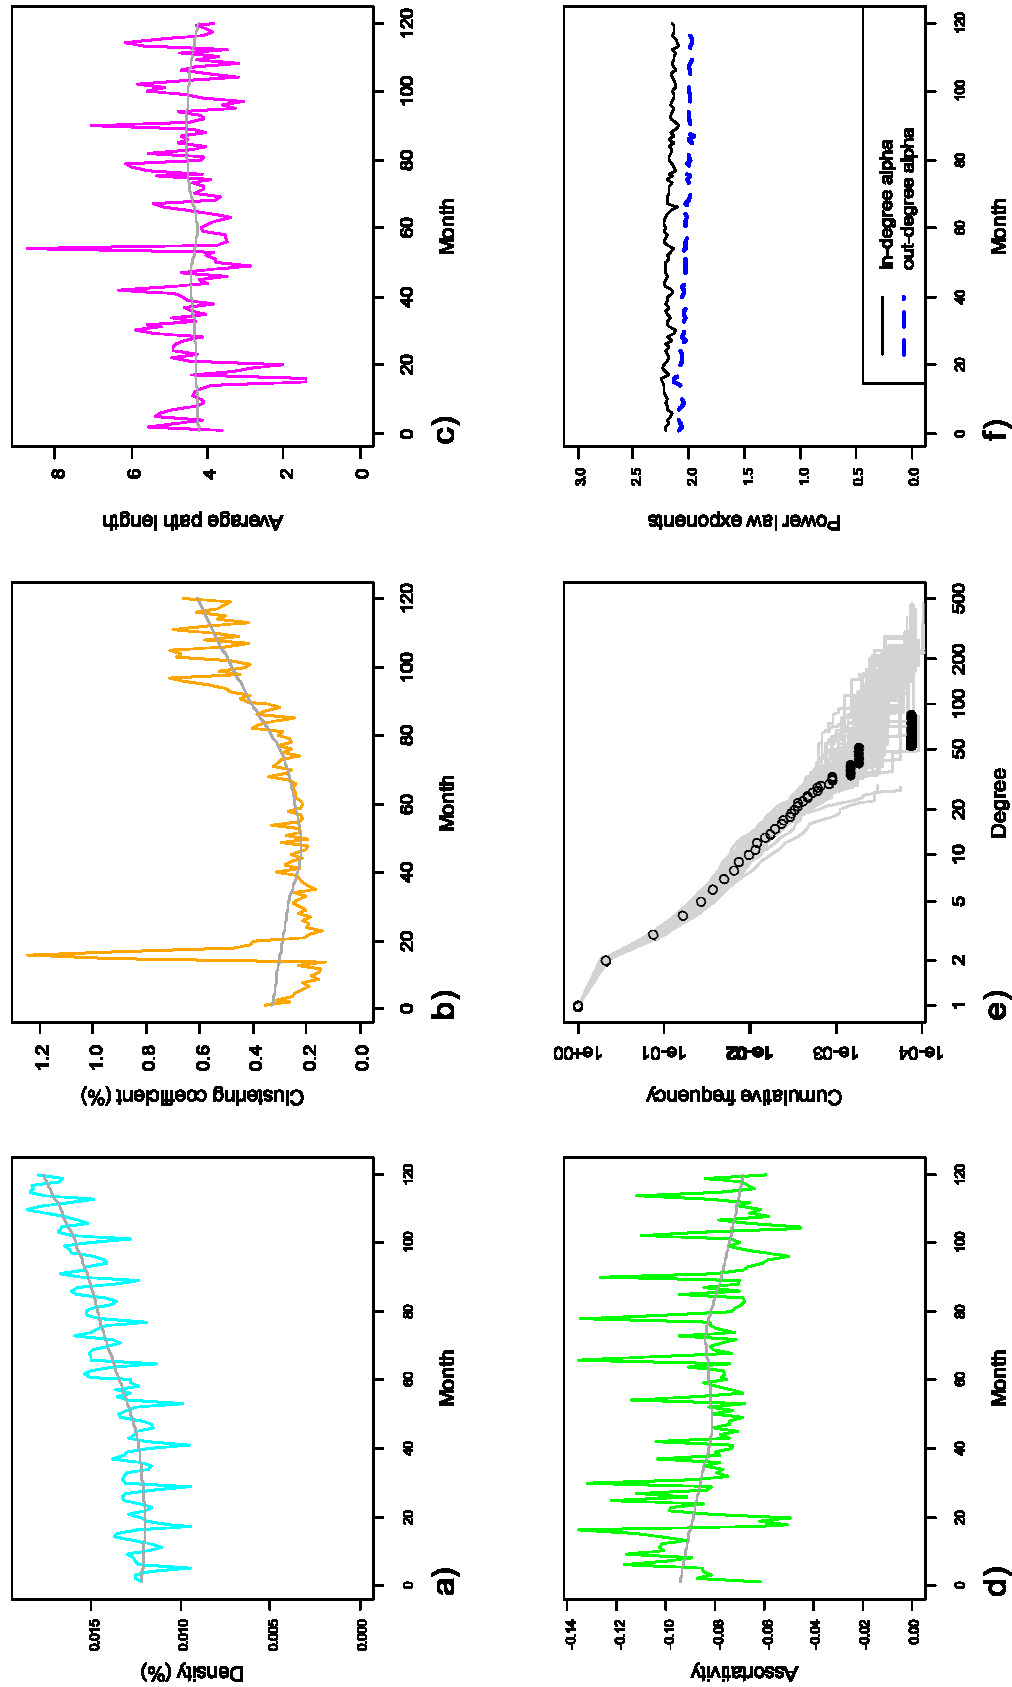 Density (%)
0.000
0.010
0.015
0
20
40
60
80
100
120
Month
a)
Clustering coefficient (%)
0.0
0.2
0.4
0.6
0.8
1.0
1.2
0
20
40
60
80
100
120
Month
b)
Average path length
0
2
4
6
8
0
20
40
60
80
100
120
Month
c)
Assortativity
-0.14
-0.12
-0.10
-0.08
-0.06
-0.04
-0.02
0.00
0
20
40
60
80
100
120
Month
d)
Cumulative frequency
1e+00
1e-01
1e-02
1e-03
1e-04
1
2
5
10
20
50
100
200
500
Degree
e)
Power law exponents
0.0
0.5
1.0
1.5
2.0
2.5
3.0
0
20
40
60
80
100
120
Month
in-degree alpha
out-degree alpha
f)